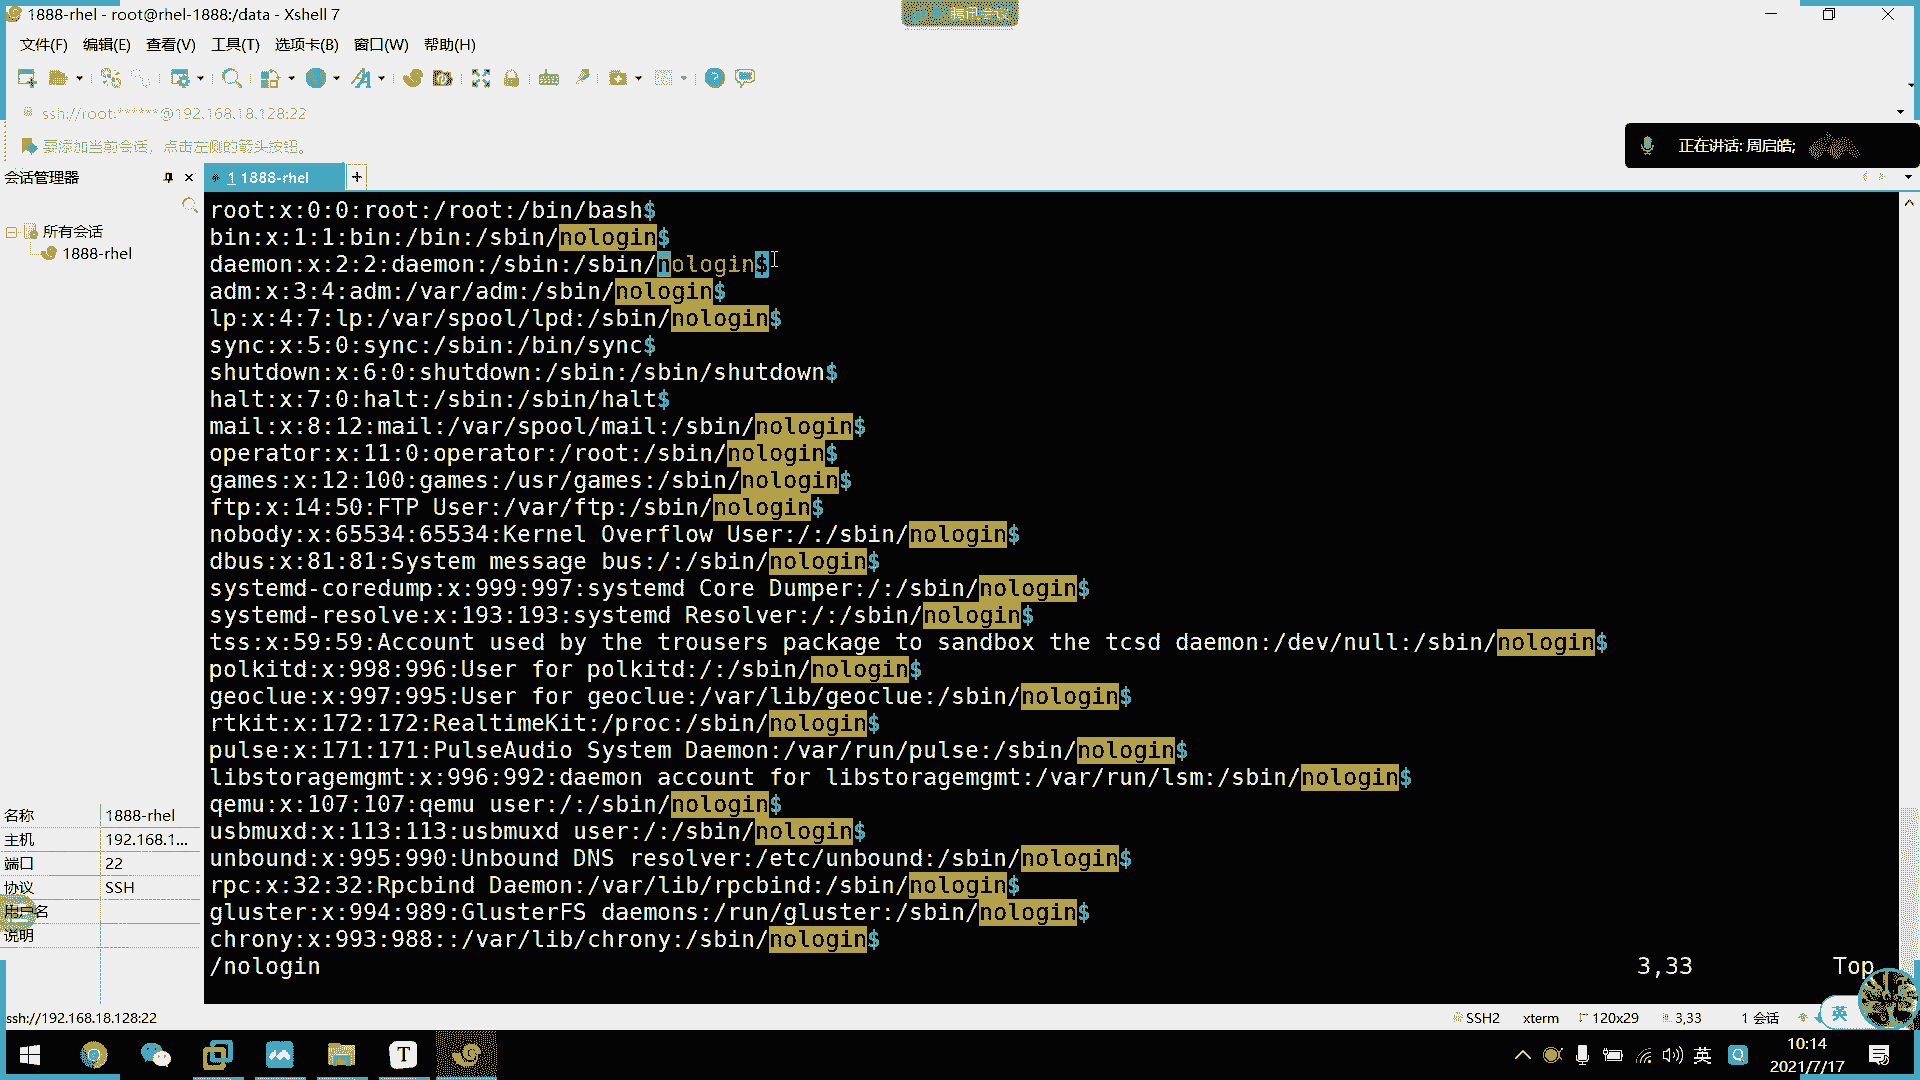 1888-rhel - root@rhel-1888:/data - Xshell 7
腾讯会议
文件(F) 编辑(E) 查看(V) 工具(T) 选项卡(B) 窗口(W) 帮助(H)
ssh://root:******@192.168.18.128:22
要添加当前会话，点击左侧的箭头按钮。
正在讲话: 周启皓;
会话管理器
1 1888-rhel
+
所有会话
1888-rhel
root:x:0:0:root:/root:/bin/bash$
bin:x:1:1:bin:/bin:/sbin/nologin$
daemon:x:2:2:daemon:/sbin:/sbin/nologin$
adm:x:3:4:adm:/var/adm:/sbin/nologin$
lp:x:4:7:lp:/var/spool/lpd:/sbin/nologin$
sync:x:5:0:sync:/sbin:/bin/sync$
shutdown:x:6:0:shutdown:/sbin:/sbin/shutdown$
halt:x:7:0:halt:/sbin:/sbin/halt$
mail:x:8:12:mail:/var/spool/mail:/sbin/nologin$
operator:x:11:0:operator:/root:/sbin/nologin$
games:x:12:100:games:/usr/games:/sbin/nologin$
ftp:x:14:50:FTP User:/var/ftp:/sbin/nologin$
nobody:x:65534:65534:Kernel Overflow User:/:/sbin/nologin$
dbus:x:81:81:System message bus:/:/sbin/nologin$
systemd-coredump:x:999:997:systemd Core Dumper:/:/sbin/nologin$
systemd-resolve:x:193:193:systemd Resolver:/:/sbin/nologin$
tss:x:59:59:Account used by the trousers package to sandbox the tcsd daemon:/dev/null:/sbin/nologin$
polkitd:x:998:996:User for polkitd:/:/sbin/nologin$
geoclue:x:997:995:User for geoclue:/var/lib/geoclue:/sbin/nologin$
rtkit:x:172:172:RealtimeKit:/proc:/sbin/nologin$
pulse:x:171:171:PulseAudio System Daemon:/var/run/pulse:/sbin/nologin$
libstoragemgmt:x:996:992:daemon account for libstoragemgmt:/var/run/lsm:/sbin/nologin$
qemu:x:107:107:qemu user:/:/sbin/nologin$
usbmuxd:x:113:113:usbmuxd user:/:/sbin/nologin$
unbound:x:995:990:Unbound DNS resolver:/etc/unbound:/sbin/nologin$
rpc:x:32:32:Rpcbind Daemon:/var/lib/rpcbind:/sbin/nologin$
gluster:x:994:989:GlusterFS daemons:/run/gluster:/sbin/nologin$
chrony:x:993:988::/var/lib/chrony:/sbin/nologin$
/nologin 3,33 Top
名称 1888-rhel
主机 192.168.1...
端口 22
协议 SSH
用户名
说明
ssh://192.168.18.128:22 SSH2 xterm 120x29 3,33 1 会话 英
T
英
10:14
2021/7/17